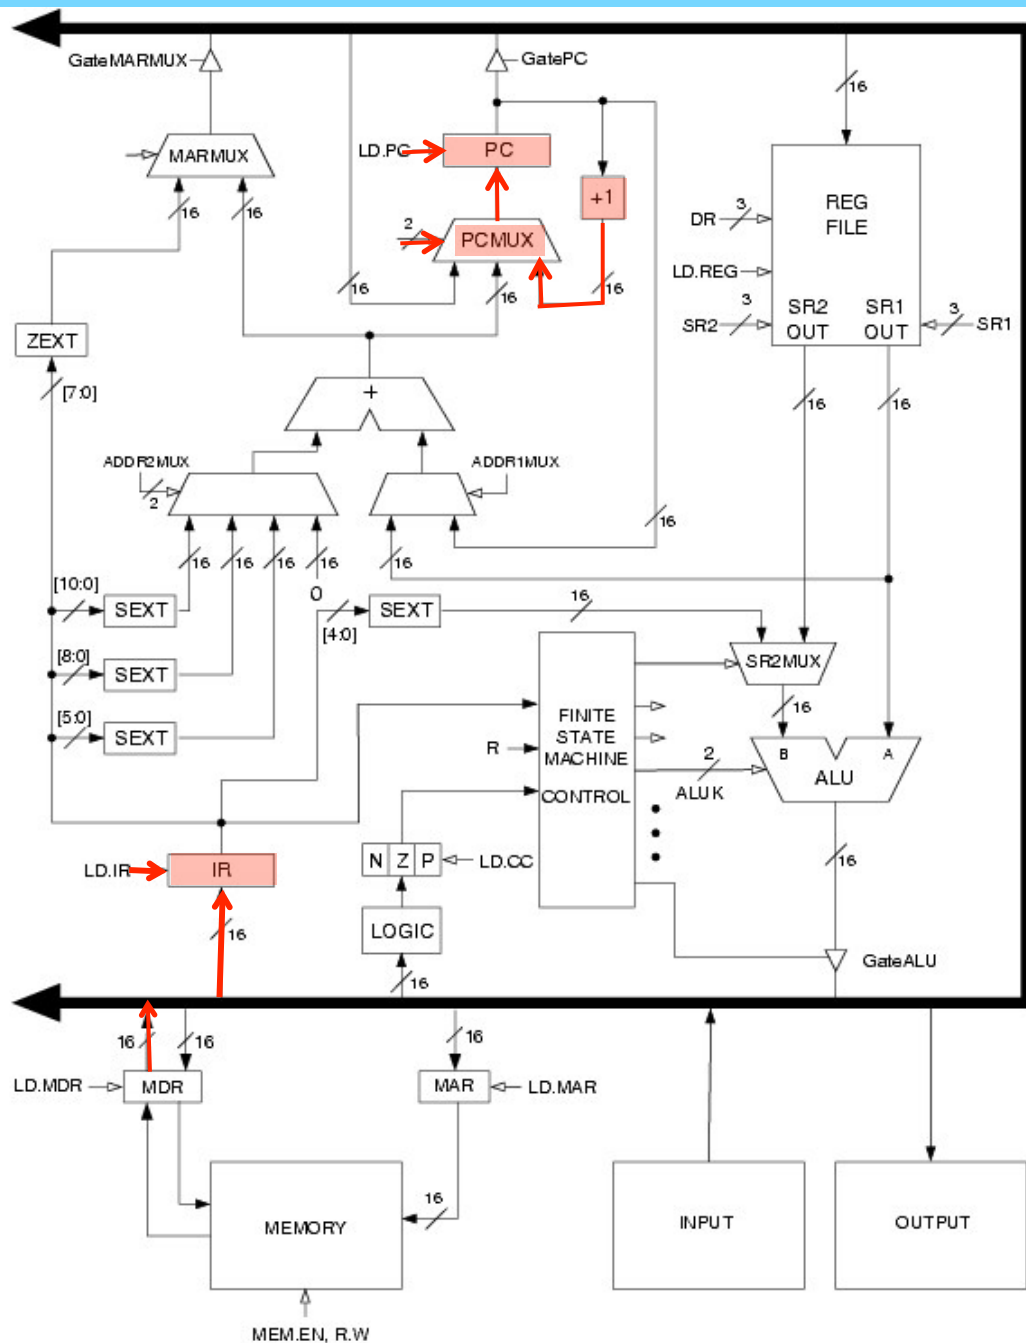 GateMARMUX
GatePC
16
MARMUX
LD.PC
PC
+1
REG
FILE
DR
3
LD.REG
SR2
3
SR2
OUT
SR1
OUT
3
SR1
16
16
2
PCMUX
16
16
16
ZEXT
[7:0]
+
16
16
ADDR2MUX
2
ADDR1MUX
16
16
16
16
16
16
0
[10:0]
SEXT
[8:0]
SEXT
[5:0]
SEXT
[4:0]
SEXT
16
SR2MUX
16
FINITE
STATE
MACHINE
CONTROL
R
2
ALUK
B
A
ALU
16
GateALU
LD.IR
IR
16
N Z P
LD.CC
LOGIC
16
16
16
LD.MDR
MDR
16
MAR
LD.MAR
16
MEMORY
MEM.EN, R.W
INPUT
OUTPUT